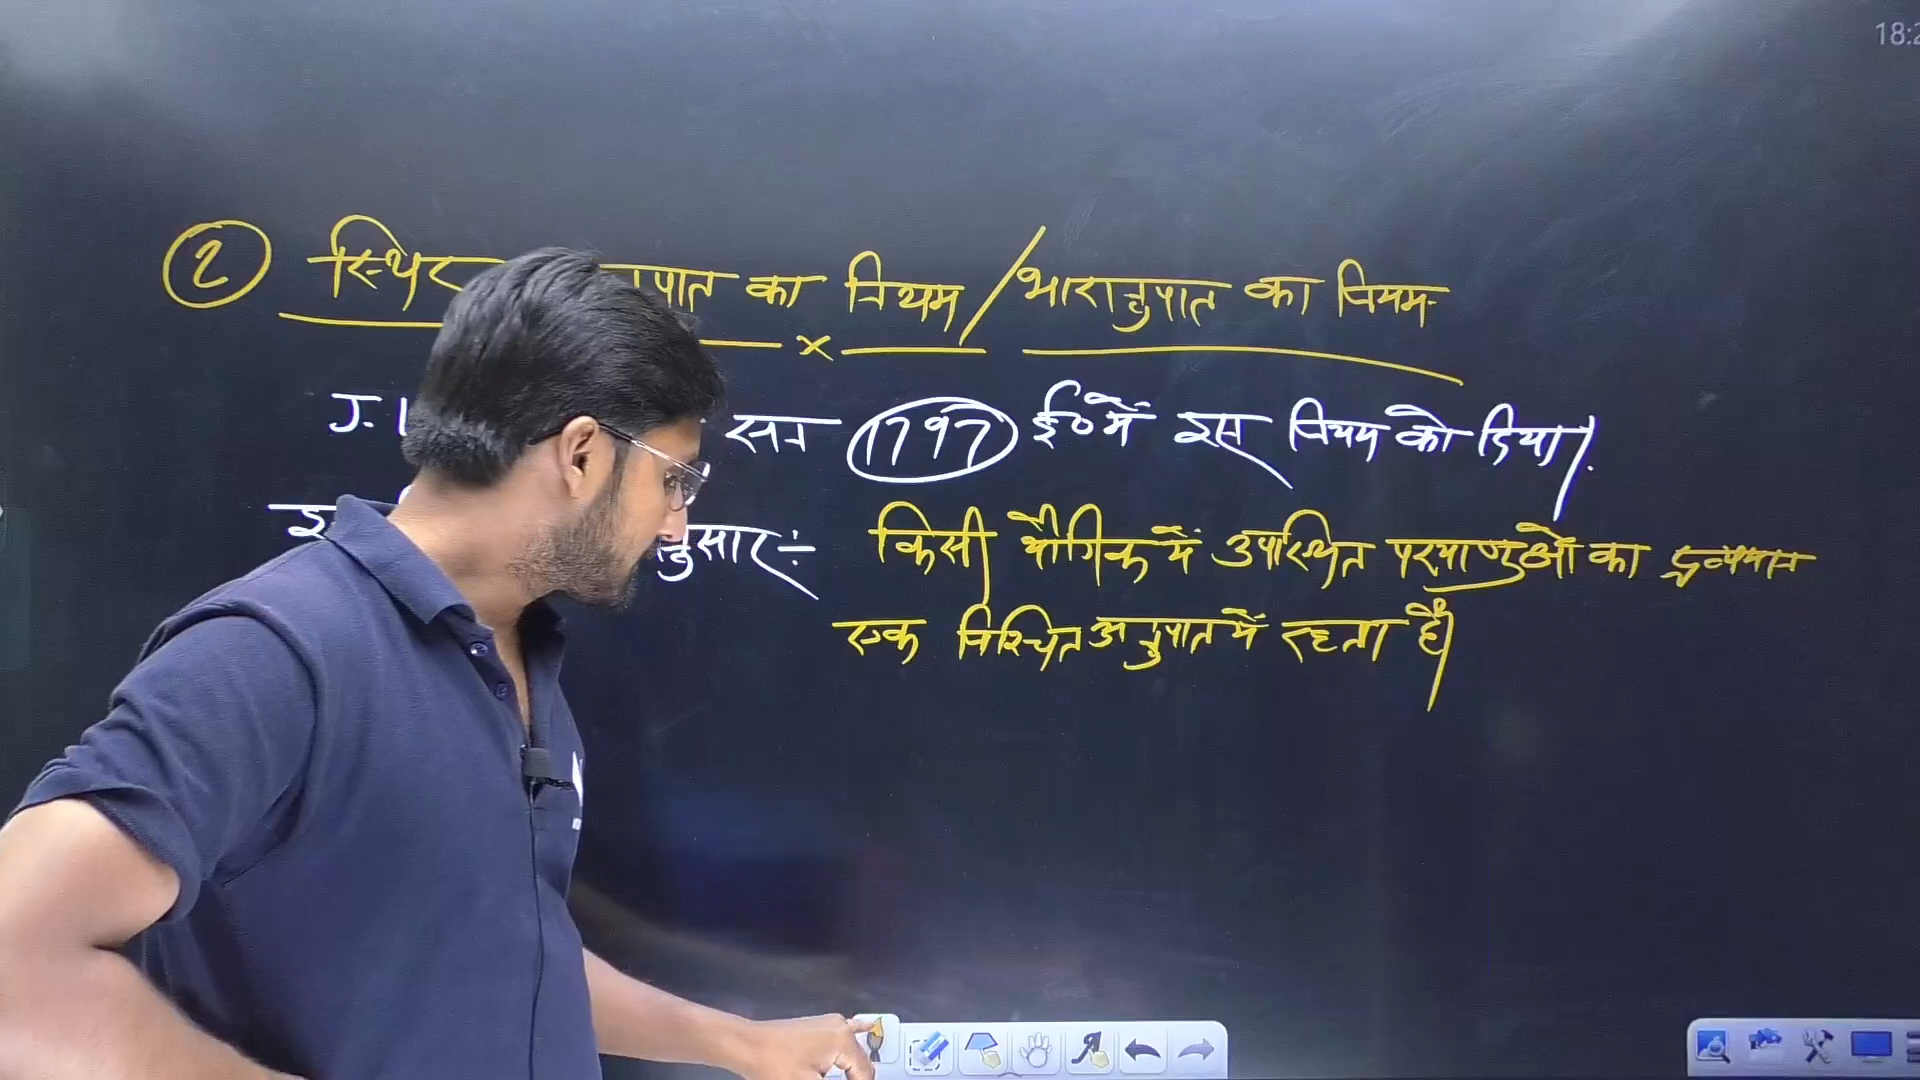 18:2
② स्थिर पात का नियम / भारानुपात का नियम
J. सन 1797 ई० में इस नियम को दिया।
इ नुसार :- किसी यौगिक में उपस्थित परमाणुओं का द्रव्यमान
एक निश्चित अनुपात में रहता है।